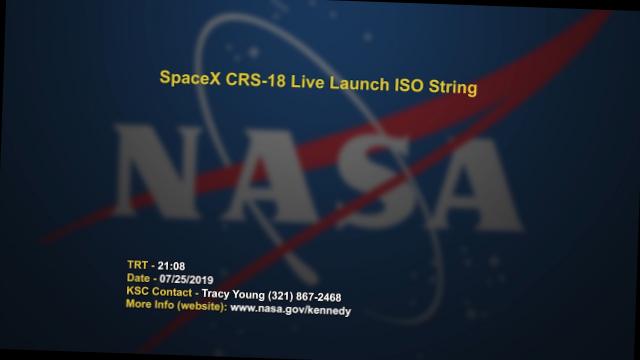 SpaceX CRS-18 Live Launch ISO String
NASA
TRT - 21:08
Date - 07/25/2019
KSC Contact - Tracy Young (321) 867-2468
More Info (website): www.nasa.gov/kennedy